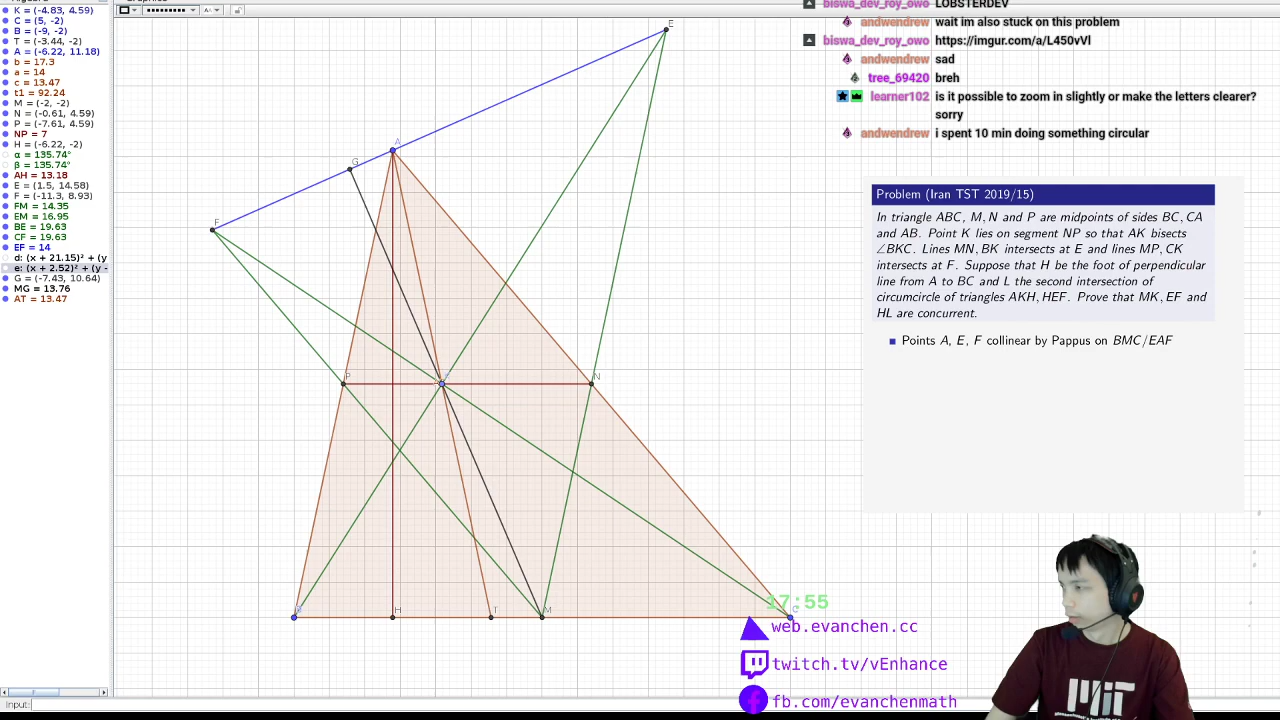 K = (-4.83, 4.59)
C = (5, -2)
B = (-9, -2)
T = (-3.44, -2)
A = (-6.22, 11.18)
b = 17.3
a = 14
c = 13.47
t1 = 92.24
M = (-2, -2)
N = (-0.61, 4.59)
P = (-7.61, 4.59)
NP = 7
H = (-6.22, -2)
α = 135.74°
β = 135.74°
AH = 13.18
E = (1.5, 14.58)
F = (-11.3, 8.93)
FM = 14.35
EM = 16.95
BE = 19.63
CF = 19.63
EF = 14
d: (x + 21.15)² + (y
e: (x + 2.52)² + (y -
G = (-7.43, 10.64)
MG = 13.76
AT = 13.47
Input:
E
A
G
F
P
N
H
T
biswa_dev_roy_owo LOBSTERDEV
andwendrew wait im also stuck on this problem
biswa_dev_roy_owo https://imgur.com/a/L450vVl
andwendrew sad
tree_69420 breh
learner102 is it possible to zoom in slightly or make the letters clearer?
sorry
andwendrew i spent 10 min doing something circular
Problem (Iran TST 2019/15)
In triangle ABC, M, N and P are midpoints of sides BC, CA
and AB. Point K lies on segment NP so that AK bisects
∠BKC. Lines MN, BK intersects at E and lines MP, CK
intersects at F. Suppose that H be the foot of perpendicular
line from A to BC and L the second intersection of
circumcircle of triangles AKH, HEF. Prove that MK, EF and
HL are concurrent.
Points A, E, F collinear by Pappus on BMC/EAF
17:55
web.evanchen.cc
twitch.tv/vEnhance
fb.com/evanchenmath
MIT